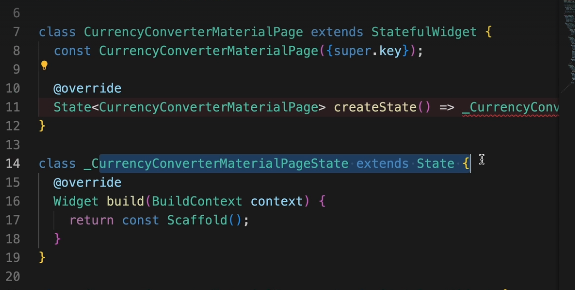 6
7 class CurrencyConverterMaterialPage extends StatefulWidget {
8 const CurrencyConverterMaterialPage({super.key});
9
10 @override
11 State<CurrencyConverterMaterialPage> createState() => _CurrencyConv
12 }
13
14 class _CurrencyConverterMaterialPageState extends State {
15 @override
16 Widget build(BuildContext context) {
17 return const Scaffold();
18 }
19 }
20